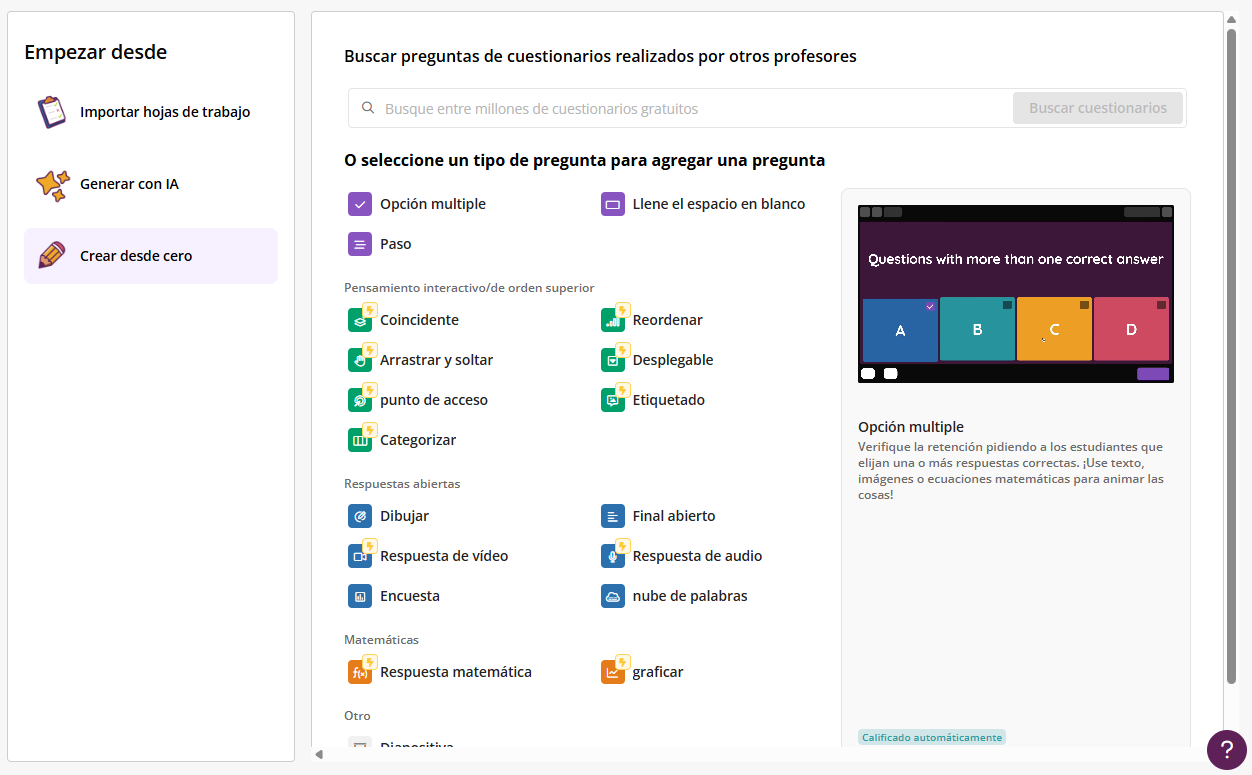 Empezar desde
Importar hojas de trabajo
Generar con IA
Crear desde cero
Buscar preguntas de cuestionarios realizados por otros profesores
Busque entre millones de cuestionarios gratuitos
Buscar cuestionarios
O seleccione un tipo de pregunta para agregar una pregunta
Opción multiple
Llene el espacio en blanco
Paso
Pensamiento interactivo/de orden superior
Coincidente
Reordenar
Arrastrar y soltar
Desplegable
punto de acceso
Etiquetado
Categorizar
Respuestas abiertas
Dibujar
Final abierto
Respuesta de vídeo
Respuesta de audio
Encuesta
nube de palabras
Matemáticas
f(x) Respuesta matemática
graficar
Otro
Diapositiva
Questions with more than one correct answer
A B C D
Opción multiple
Verifique la retención pidiendo a los estudiantes que
elijan una o más respuestas correctas. ¡Use texto,
imágenes o ecuaciones matemáticas para animar las
cosas!
Calificado automáticamente
?